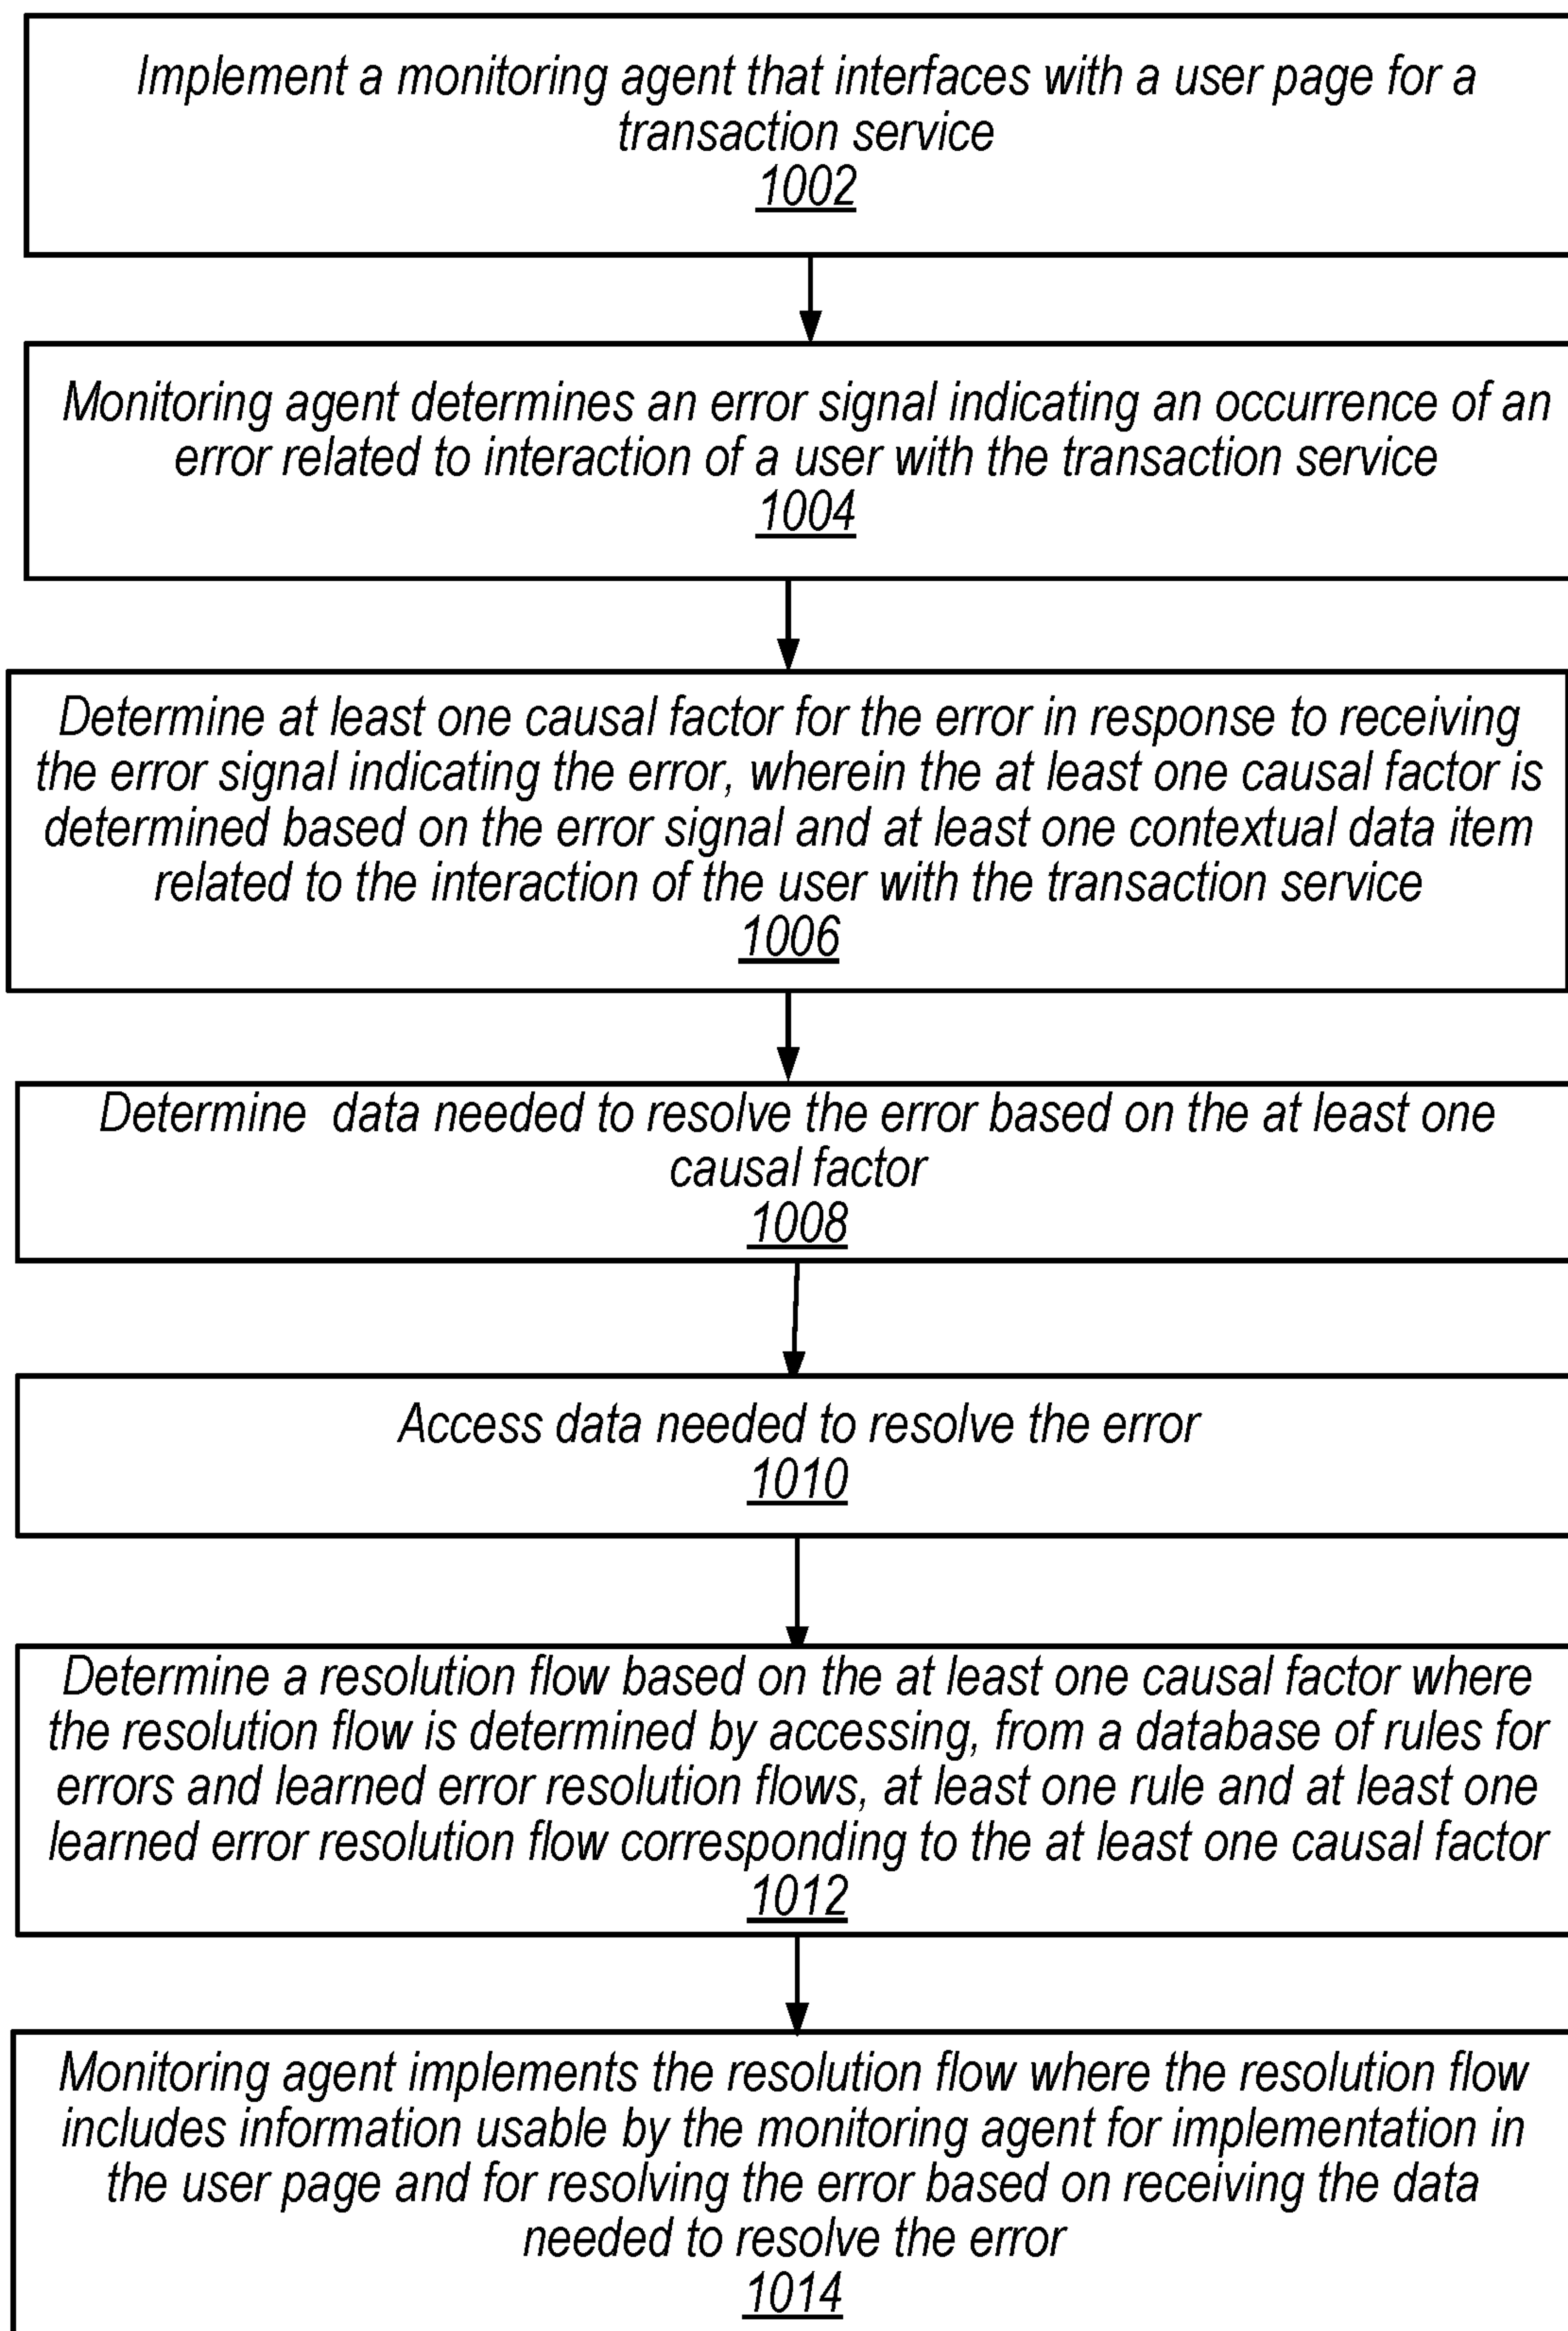 Implement a monitoring agent that interfaces with a user page for a
transaction service
1002
Monitoring agent determines an error signal indicating an occurrence of an
error related to interaction of a user with the transaction service
1004
Determine at least one causal factor for the error in response to receiving
the error signal indicating the error, wherein the at least one causal factor is
determined based on the error signal and at least one contextual data item
related to the interaction of the user with the transaction service
1006
Determine data needed to resolve the error based on the at least one
causal factor
1008
Access data needed to resolve the error
1010
Determine a resolution flow based on the at least one causal factor where
the resolution flow is determined by accessing, from a database of rules for
errors and learned error resolution flows, at least one rule and at least one
learned error resolution flow corresponding to the at least one causal factor
1012
Monitoring agent implements the resolution flow where the resolution flow
includes information usable by the monitoring agent for implementation in
the user page and for resolving the error based on receiving the data
needed to resolve the error
1014